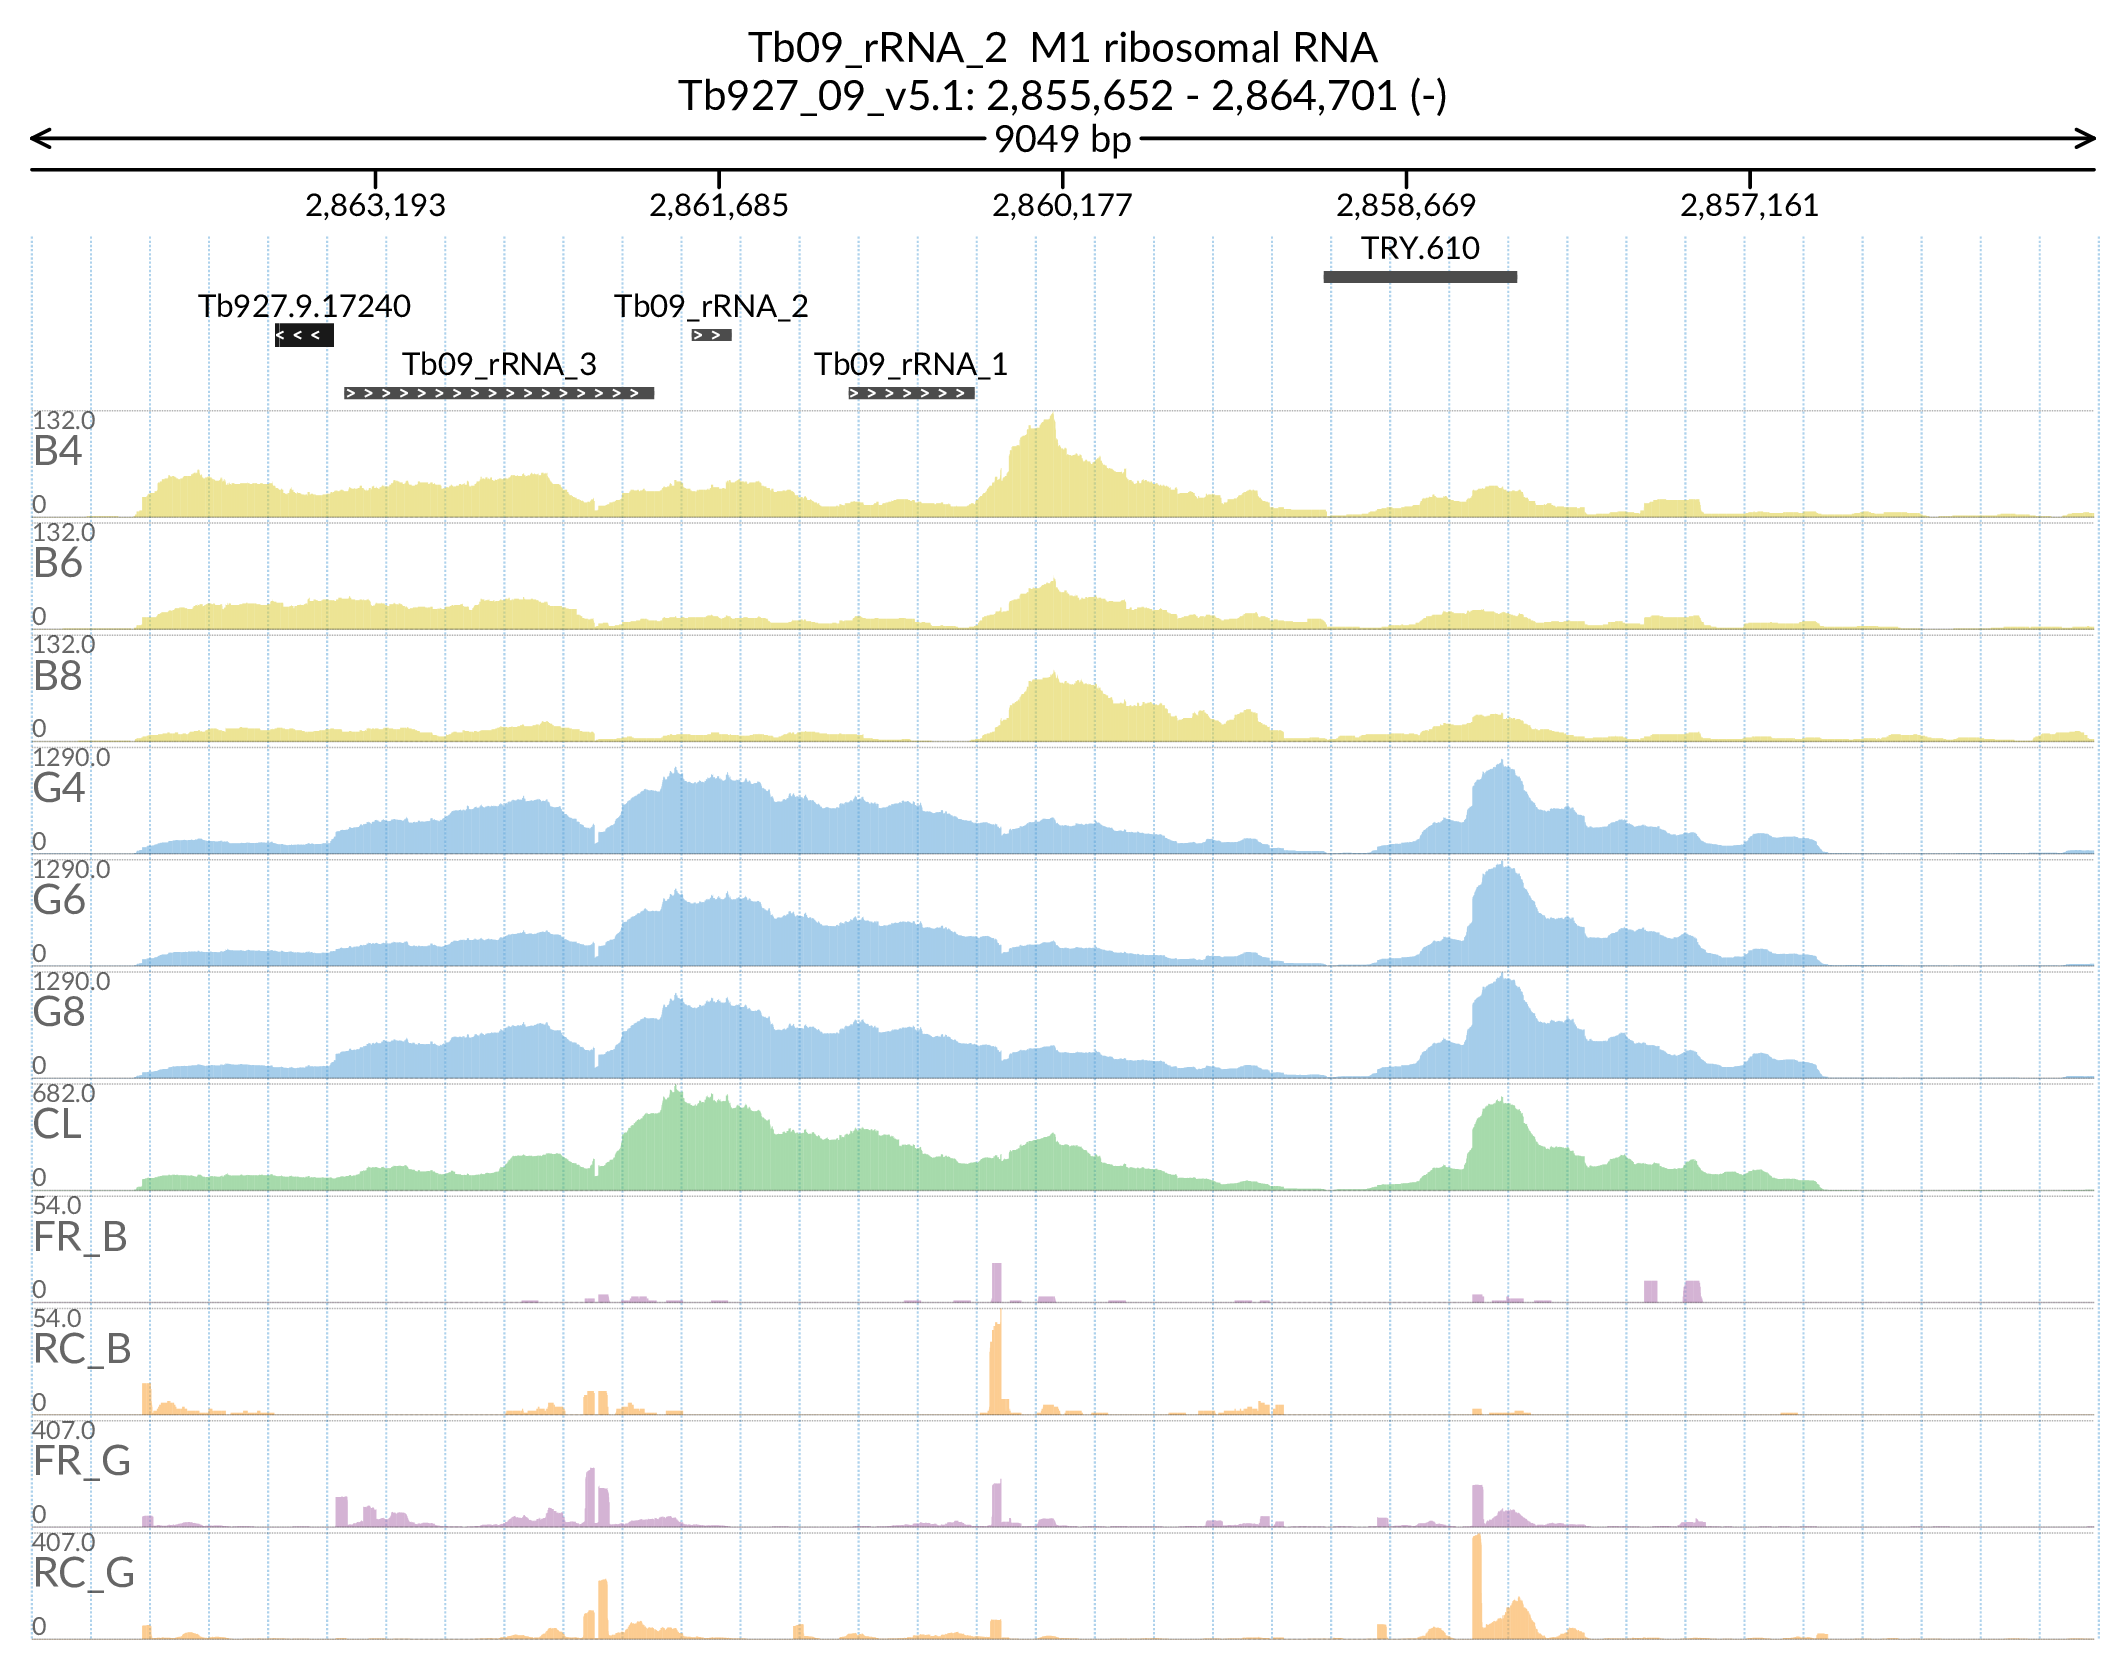 Tb09_rRNA_2 M1 ribosomal RNA
Tb927_09_v5.1: 2,855,652 - 2,864,701 (-)
9049 bp
2,863,193 2,861,685 2,860,177 2,858,669 2,857,161
TRY.610
Tb927.9.17240 Tb09_rRNA_2
< < <
> >
Tb09_rRNA_3 Tb09_rRNA_1
> > > > > > > > > > > > > > > > >
> > > > > > >
132.0
B4
0
132.0
B6
0
132.0
B8
0
1290.0
G4
0
1290.0
G6
0
1290.0
G8
0
682.0
CL
0
54.0
FR_B
0
54.0
RC_B
0
407.0
FR_G
0
407.0
RC_G
0